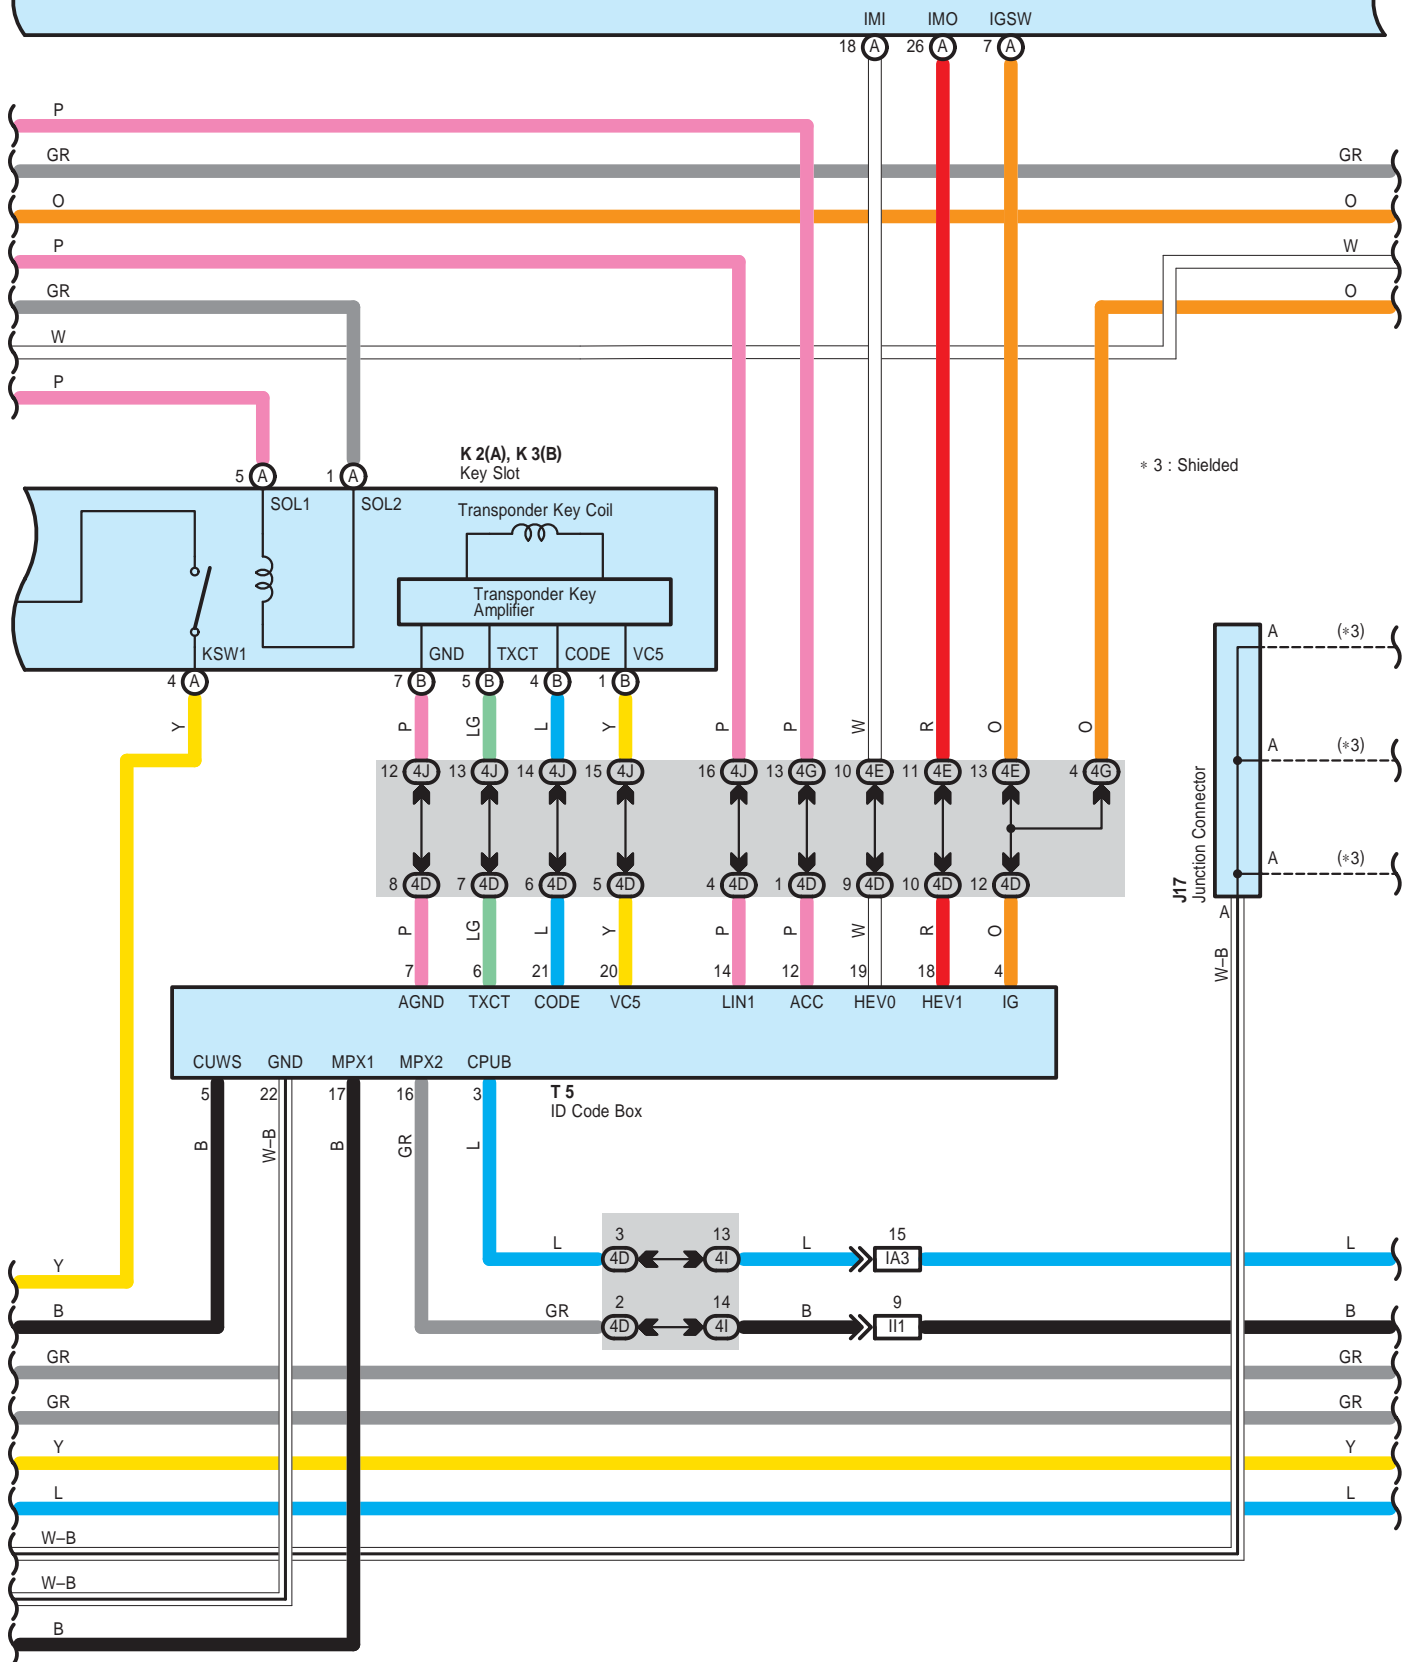 IMI IMO IGSW
18 A 26 A 7 A
P
GR GR
O O
P W
GR O
W
P
K 2(A), K 3(B)
Key Slot
∗ 3 : Shielded
5 A 1 A
SOL1 SOL2 Transponder Key Coil
Transponder Key
Amplifier
KSW1 GND TXCT CODE VC5
4 A 7 B 5 B 4 B 1 B
A (∗3)
Y P LG L Y P P W R O O
A (∗3)
12 4J 13 4J 14 4J 15 4J 16 4J 13 4G 10 4E 11 4E 13 4E 4 4G
J17
Junction Connector
A (∗3)
8 4D 7 4D 6 4D 5 4D 4 4D 1 4D 9 4D 10 4D 12 4D
A
P LG L Y P P W R O
W–B
7 6 21 20 14 12 19 18 4
AGND TXCT CODE VC5 LIN1 ACC HEV0 HEV1 IG
CUWS GND MPX1 MPX2 CPUB
5 22 17 16 3
T 5
ID Code Box
B W–B B GR L
3 13 15
L L L
4D 4I IA3
Y
2 14 9
B GR B B
4D 4I II1
GR GR
GR GR
Y Y
L L
W–B
W–B
B